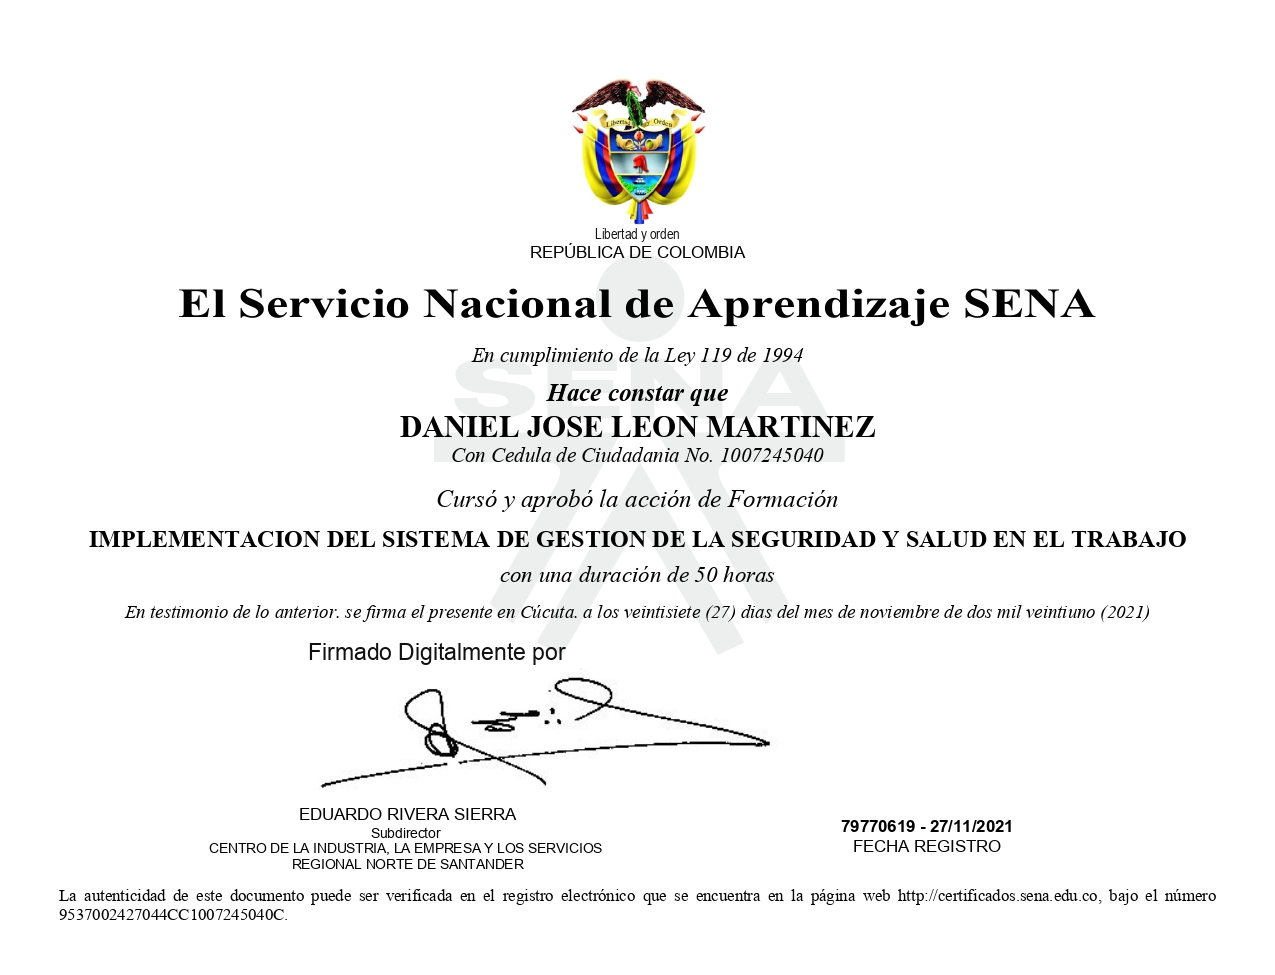 Libertad y Orden
Libertad y orden
REPÚBLICA DE COLOMBIA
El Servicio Nacional de Aprendizaje SENA
En cumplimiento de la Ley 119 de 1994
SENA
Hace constar que
DANIEL JOSE LEON MARTINEZ
Con Cedula de Ciudadania No. 1007245040
Cursó y aprobó la acción de Formación
IMPLEMENTACION DEL SISTEMA DE GESTION DE LA SEGURIDAD Y SALUD EN EL TRABAJO
con una duración de 50 horas
En testimonio de lo anterior. se firma el presente en Cúcuta. a los veintisiete (27) dias del mes de noviembre de dos mil veintiuno (2021)
Firmado Digitalmente por
EDUARDO RIVERA SIERRA
Subdirector
CENTRO DE LA INDUSTRIA, LA EMPRESA Y LOS SERVICIOS
REGIONAL NORTE DE SANTANDER
79770619 - 27/11/2021
FECHA REGISTRO
La autenticidad de este documento puede ser verificada en el registro electrónico que se encuentra en la página web http://certificados.sena.edu.co, bajo el número
9537002427044CC1007245040C.